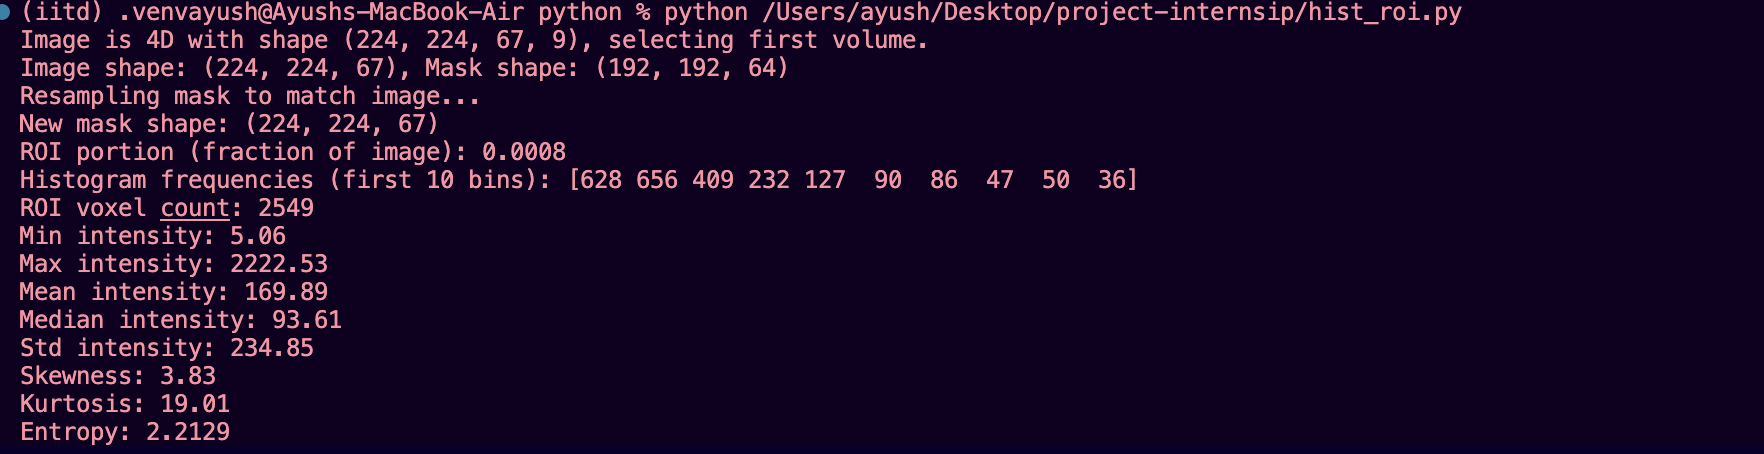 (iitd) .venvayush@Ayushs-MacBook-Air python % python /Users/ayush/Desktop/project-internsip/hist_roi.py
Image is 4D with shape (224, 224, 67, 9), selecting first volume.
Image shape: (224, 224, 67), Mask shape: (192, 192, 64)
Resampling mask to match image...
New mask shape: (224, 224, 67)
ROI portion (fraction of image): 0.0008
Histogram frequencies (first 10 bins): [628 656 409 232 127  90  86  47  50  36]
ROI voxel count: 2549
Min intensity: 5.06
Max intensity: 2222.53
Mean intensity: 169.89
Median intensity: 93.61
Std intensity: 234.85
Skewness: 3.83
Kurtosis: 19.01
Entropy: 2.2129